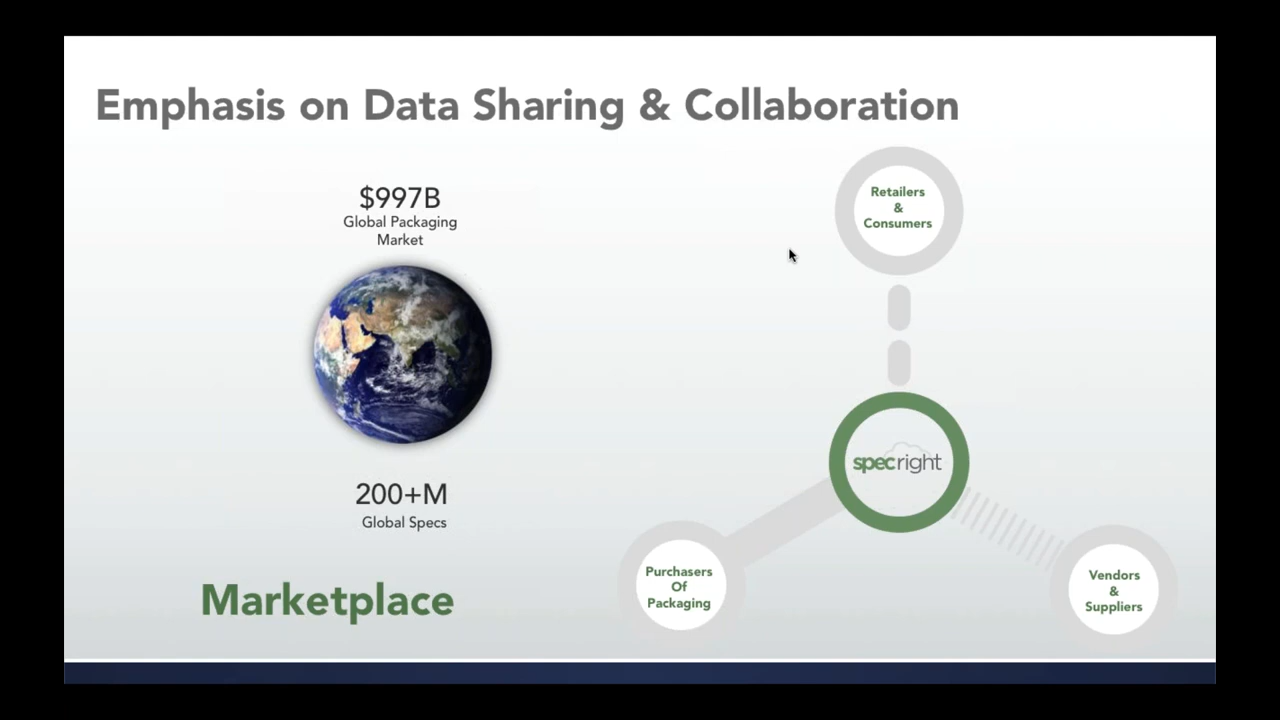 Emphasis on Data Sharing & Collaboration
$997B
Global Packaging
Market
200+M
Global Specs
Marketplace
Retailers
&
Consumers
specright
Purchasers
Of
Packaging
Vendors
&
Suppliers